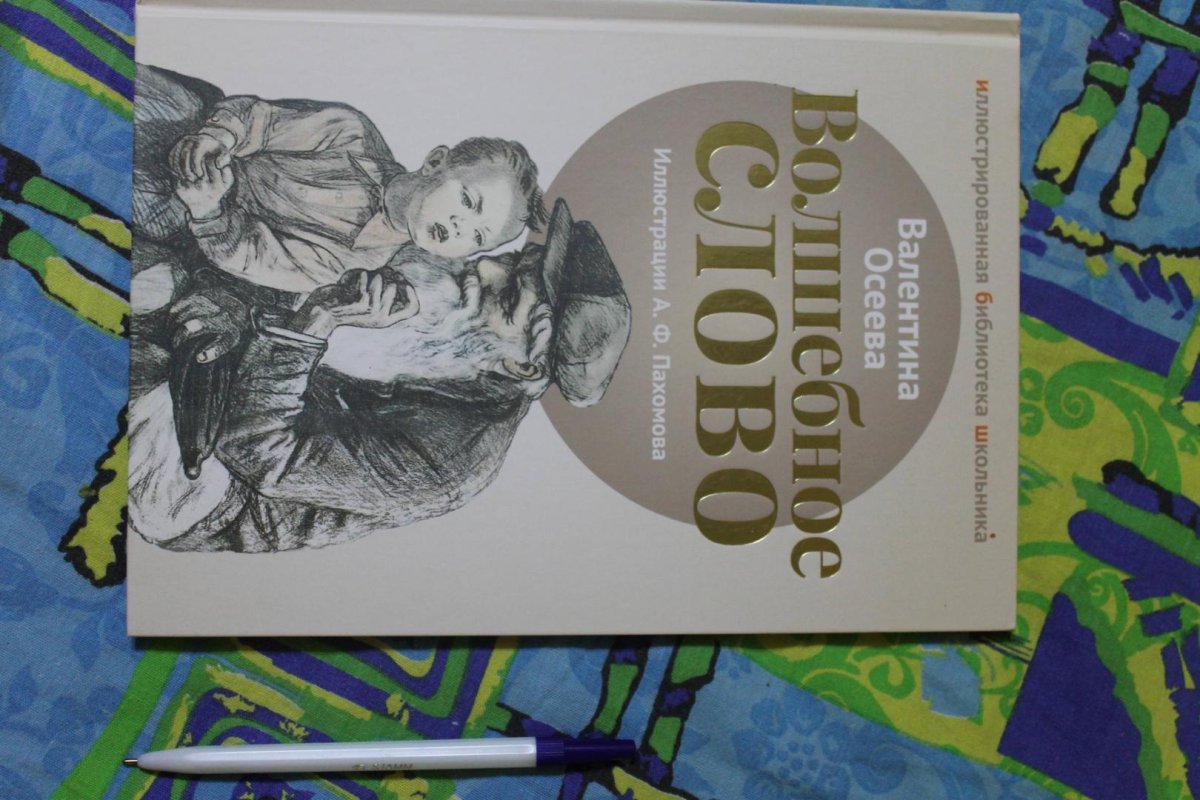 иллюстрированная библиотека школьника
Валентина
Осеева
Волшебное
СЛОВО
Иллюстрации А. Ф. Пахомова